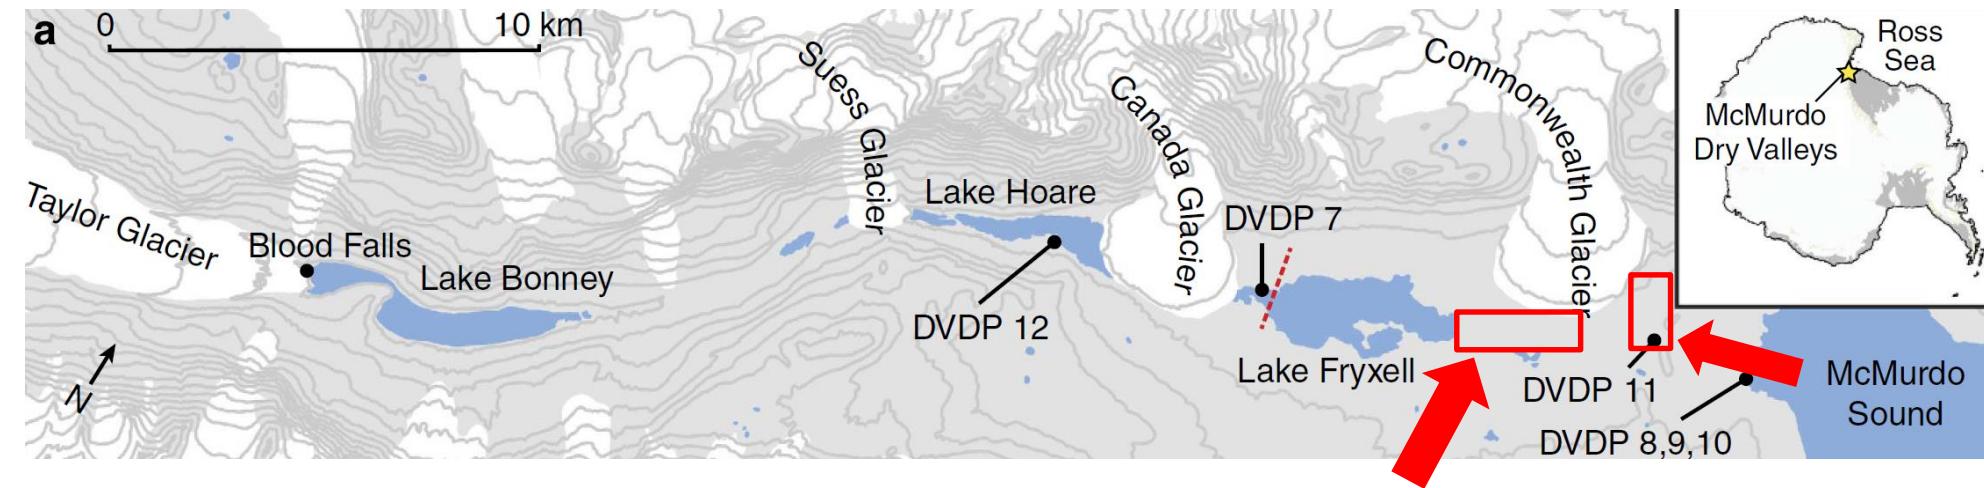 a
0
10 km
Suess Glacier
Canada Glacier
Commonwealth Glacier
Ross
Sea
McMurdo
Dry Valleys
Taylor Glacier
Blood Falls
Lake Bonney
Lake Hoare
DVDP 12
DVDP 7
Lake Fryxell
DVDP 11
DVDP 8,9,10
McMurdo
Sound
N